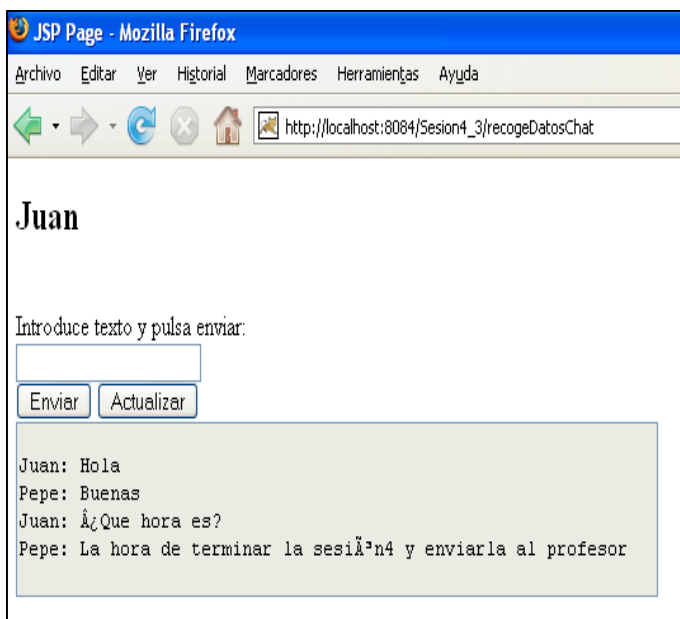 JSP Page - Mozilla Firefox
Archivo Editar Ver Historial Marcadores Herramientas Ayuda
http://localhost:8084/Sesion4_3/recogeDatosChat
Juan
Introduce texto y pulsa enviar:
Enviar Actualizar
Juan: Hola
Pepe: Buenas
Juan: Â¿Que hora es?
Pepe: La hora de terminar la sesiÃ³n4 y enviarla al profesor